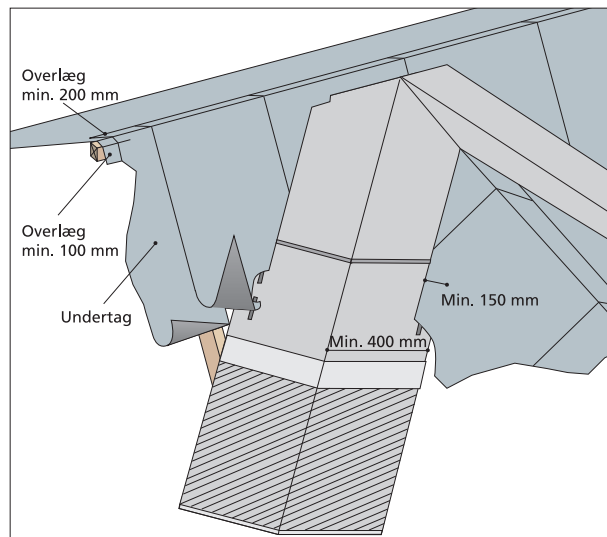 Overlæg
min. 200 mm
Overlæg
min. 100 mm
Undertag
Min. 150 mm
Min. 400 mm